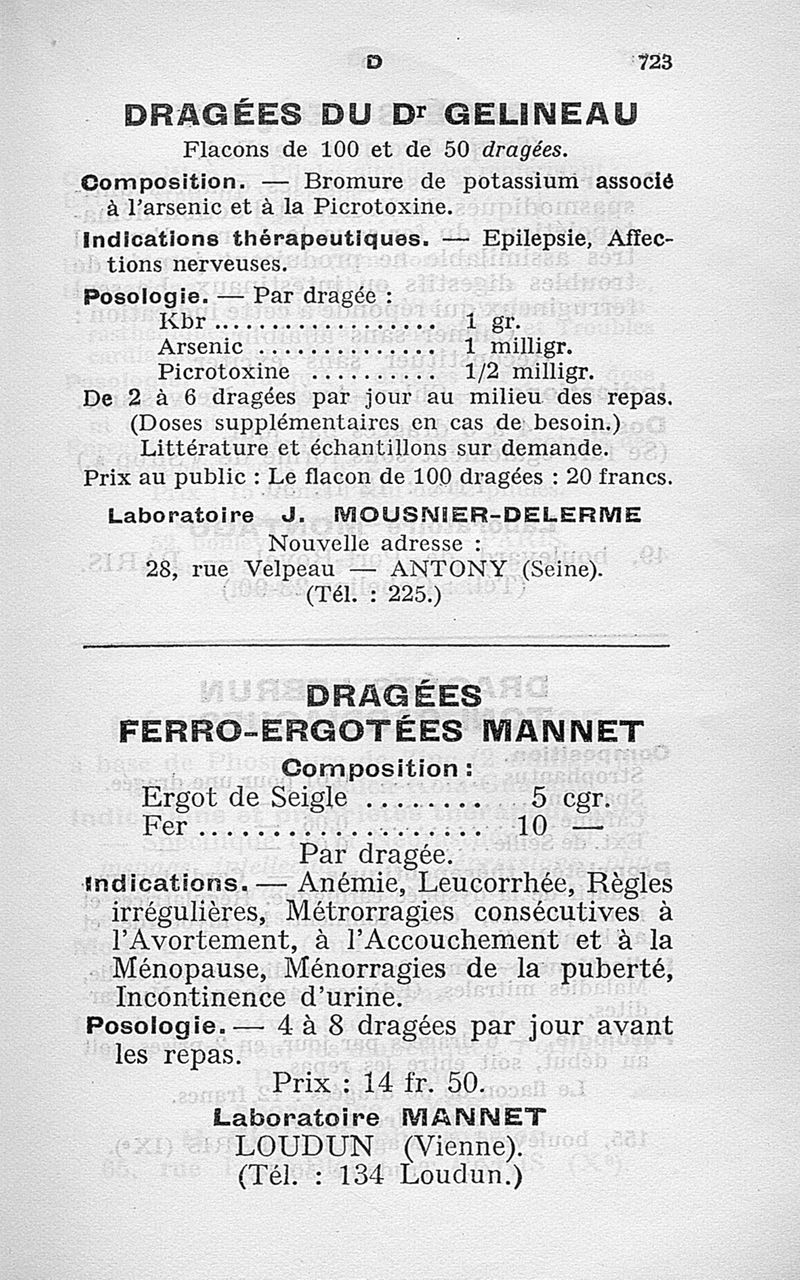 D 723
DRAGÉES DU Dr GELINEAU
Flacons de 100 et de 50 dragées.
Composition. — Bromure de potassium associé
à l'arsenic et à la Picrotoxine.
Indications thérapeutiques. — Epilepsie, Affec-
tions nerveuses.
Posologie. — Par dragée :
Kbr .................... 1 gr.
Arsenic ................ 1 milligr.
Picrotoxine ........... 1/2 milligr.
De 2 à 6 dragées par jour au milieu des repas.
(Doses supplémentaires en cas de besoin.)
Littérature et échantillons sur demande.
Prix au public : Le flacon de 100 dragées : 20 francs.
Laboratoire J. MOUSNIER-DELERME
Nouvelle adresse :
28, rue Velpeau — ANTONY (Seine).
(Tél. : 225.)
DRAGÉES
FERRO-ERGOTÉES MANNET
Composition :
Ergot de Seigle ......... 5 cgr.
Fer .................... 10 —
Par dragée.
Indications. — Anémie, Leucorrhée, Règles
irrégulières, Métrorragies consécutives à
l'Avortement, à l'Accouchement et à la
Ménopause, Ménorragies de la puberté,
Incontinence d'urine.
Posologie. — 4 à 8 dragées par jour avant
les repas.
Prix : 14 fr. 50.
Laboratoire MANNET
LOUDUN (Vienne).
(Tél. : 134 Loudun.)